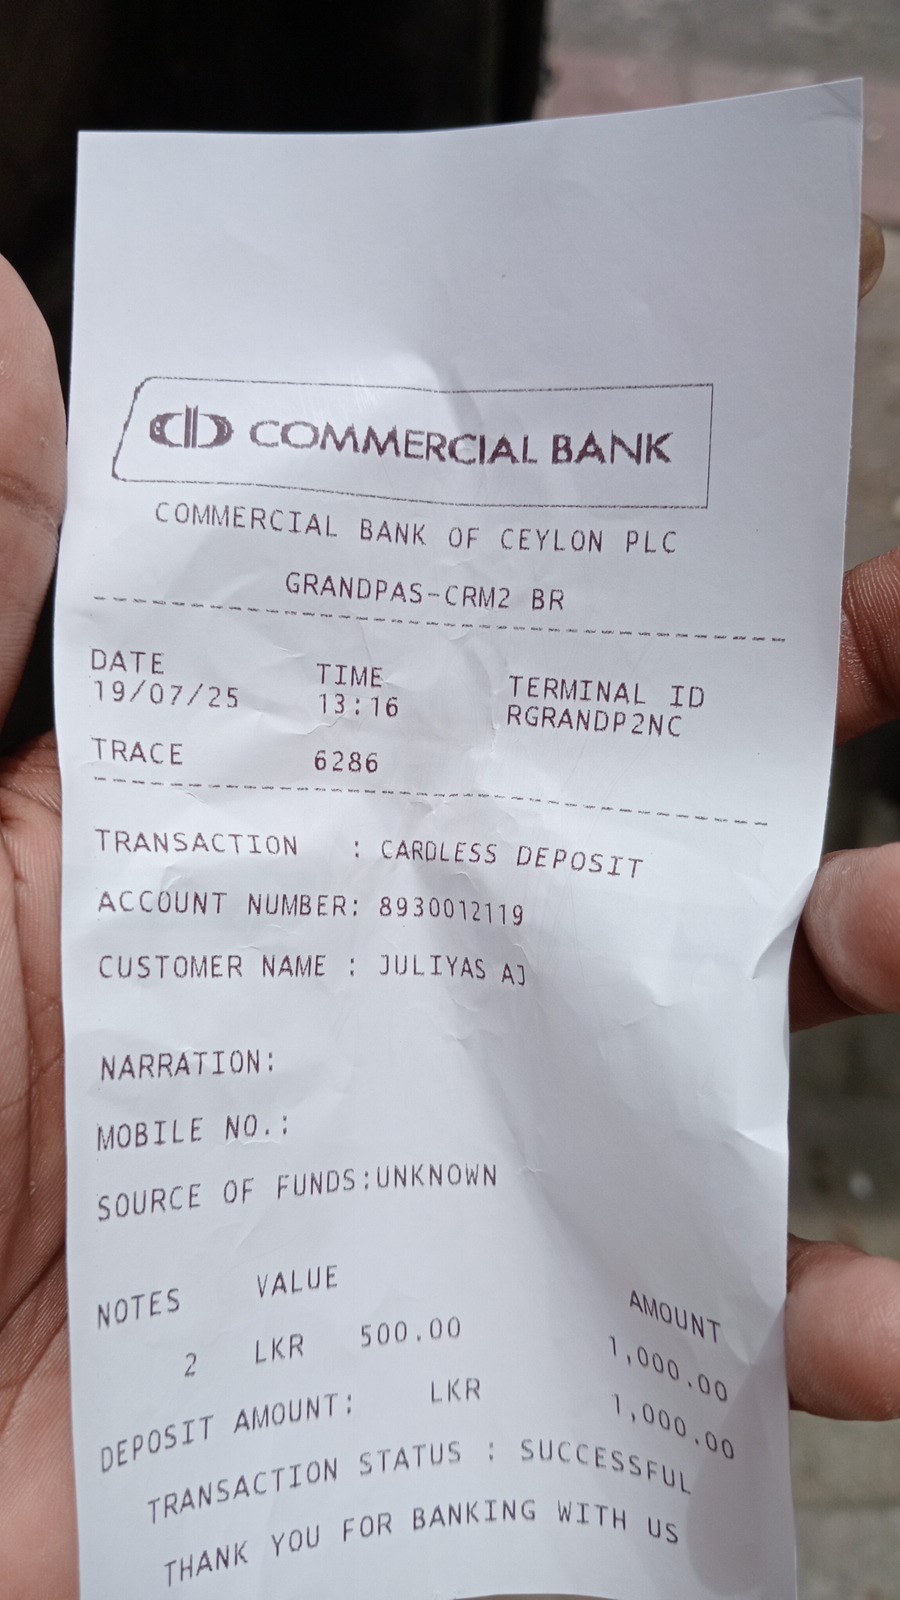 COMMERCIAL BANK
COMMERCIAL BANK OF CEYLON PLC
GRANDPAS-CRM2 BR
DATE TIME TERMINAL ID
19/07/25 13:16 RGRANDP2NC
TRACE 6286
TRANSACTION : CARDLESS DEPOSIT
ACCOUNT NUMBER: 8930012119
CUSTOMER NAME : JULIYAS AJ
NARRATION:
MOBILE NO.:
SOURCE OF FUNDS:UNKNOWN
NOTES VALUE AMOUNT
2 LKR 500.00 1,000.00
DEPOSIT AMOUNT: LKR 1,000.00
TRANSACTION STATUS : SUCCESSFUL
THANK YOU FOR BANKING WITH US